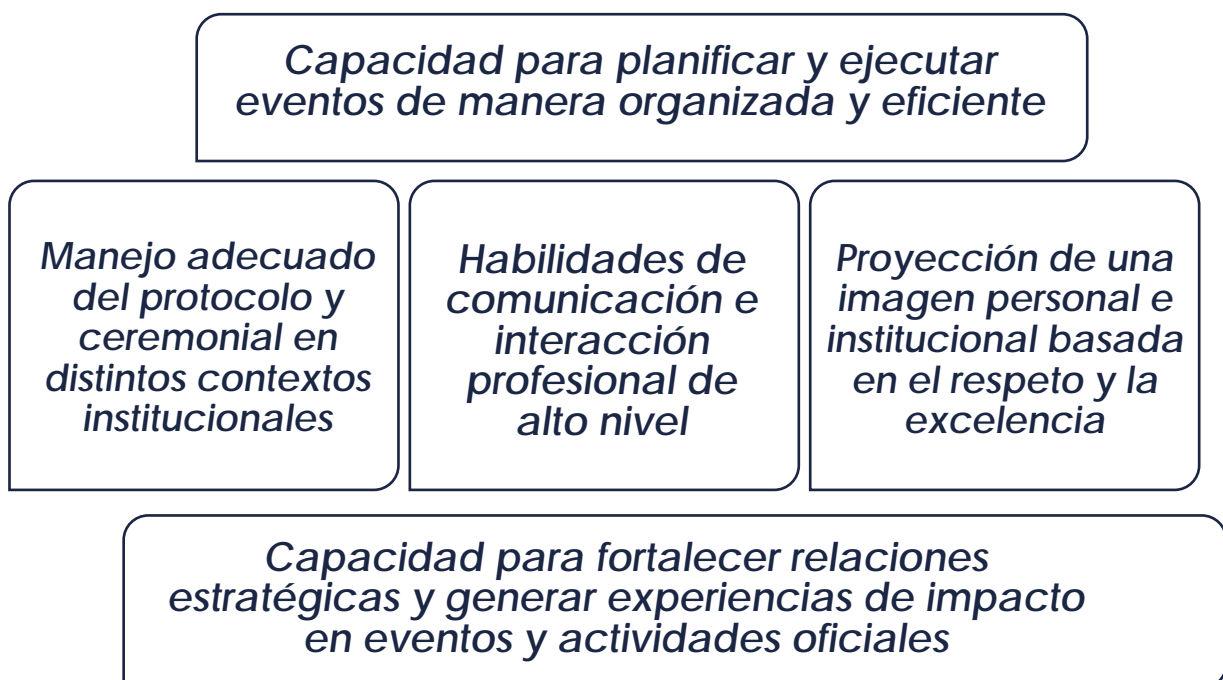 Capacidad para planificar y ejecutar
eventos de manera organizada y eficiente
Manejo adecuado
del protocolo y
ceremonial en
distintos contextos
institucionales
Habilidades de
comunicación e
interacción
profesional de
alto nivel
Proyección de una
imagen personal e
institucional basada
en el respeto y la
excelencia
Capacidad para fortalecer relaciones
estratégicas y generar experiencias de impacto
en eventos y actividades oficiales